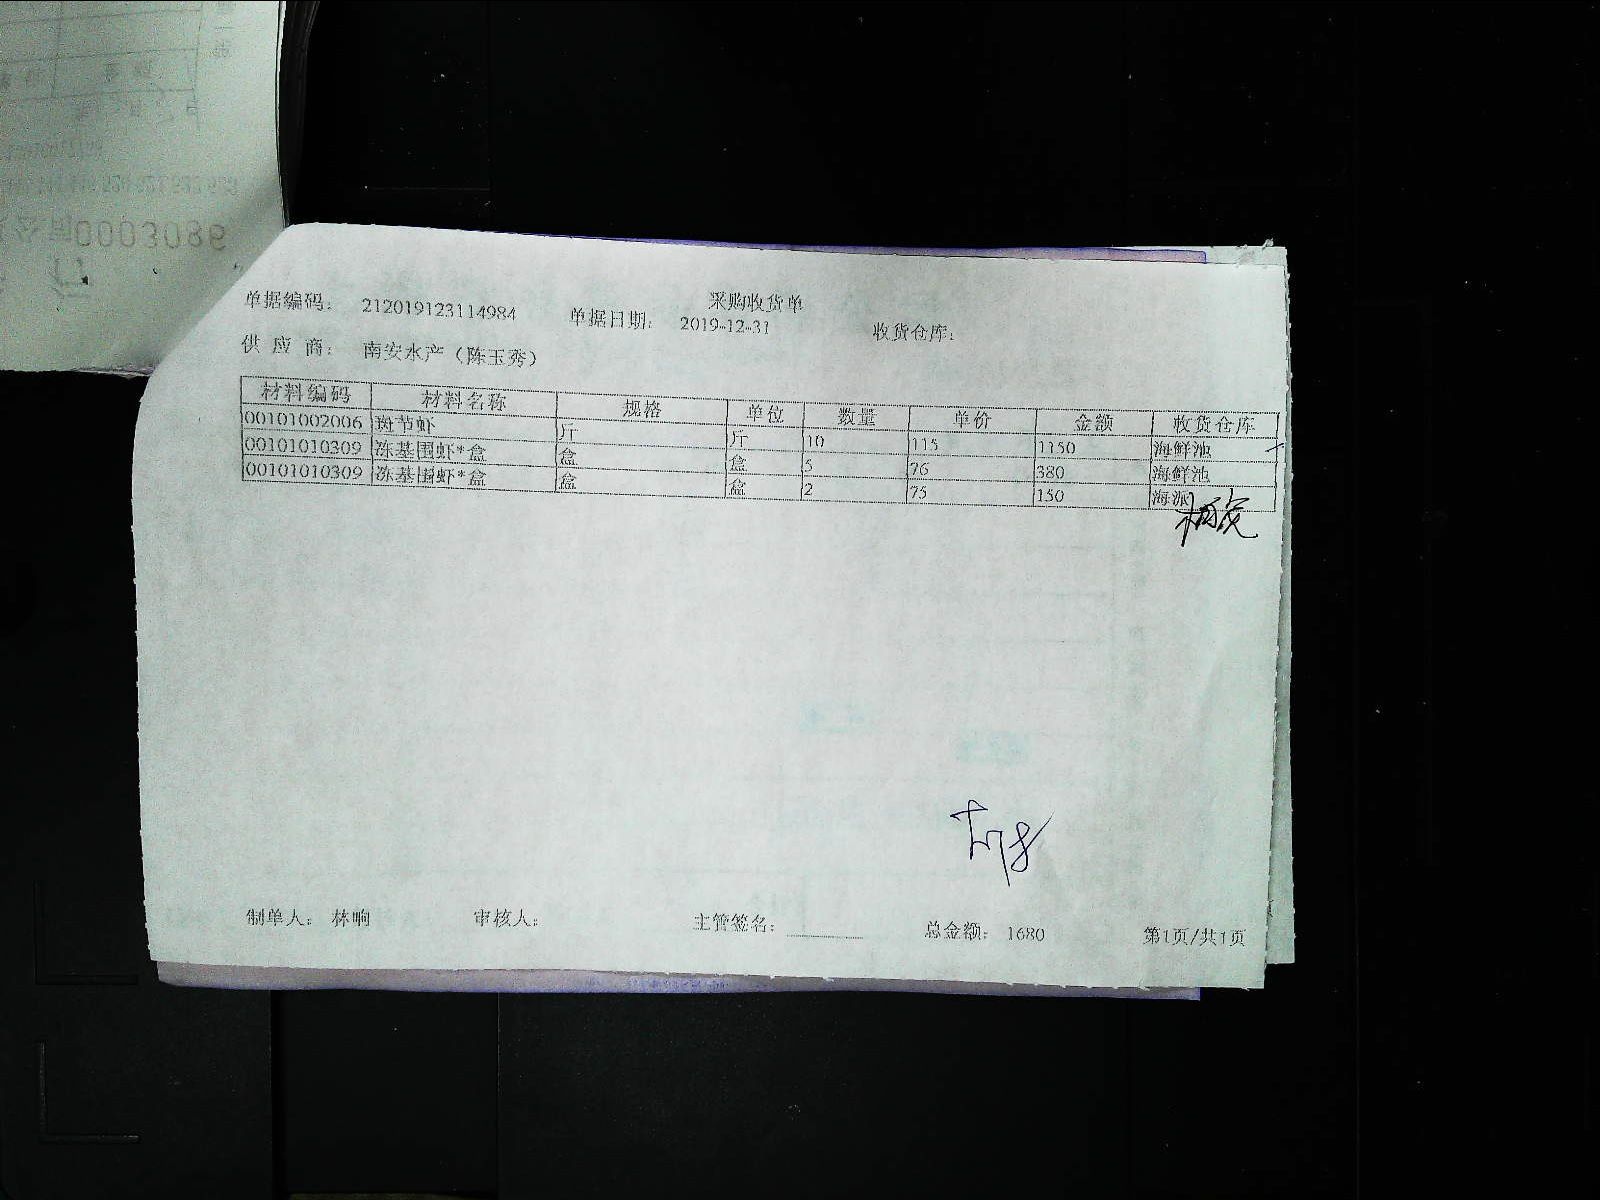 0003086
采购收货单
单据编码： 212019123114984 单据日期： 2019-12-31 收货仓库：
供 应 商： 南安水产（陈玉秀）
材料编码 材料名称 规格 单位 数量 单价 金额 收货仓库
00101002006 斑节虾 斤 斤 10 115 1150 海鲜池
00101010309 冻基围虾*盒 盒 盒 5 76 380 海鲜池
00101010309 冻基围虾*盒 盒 盒 2 75 150 海派
制单人： 林响 审核人： 主管签名： 总金额： 1680 第1页/共1页